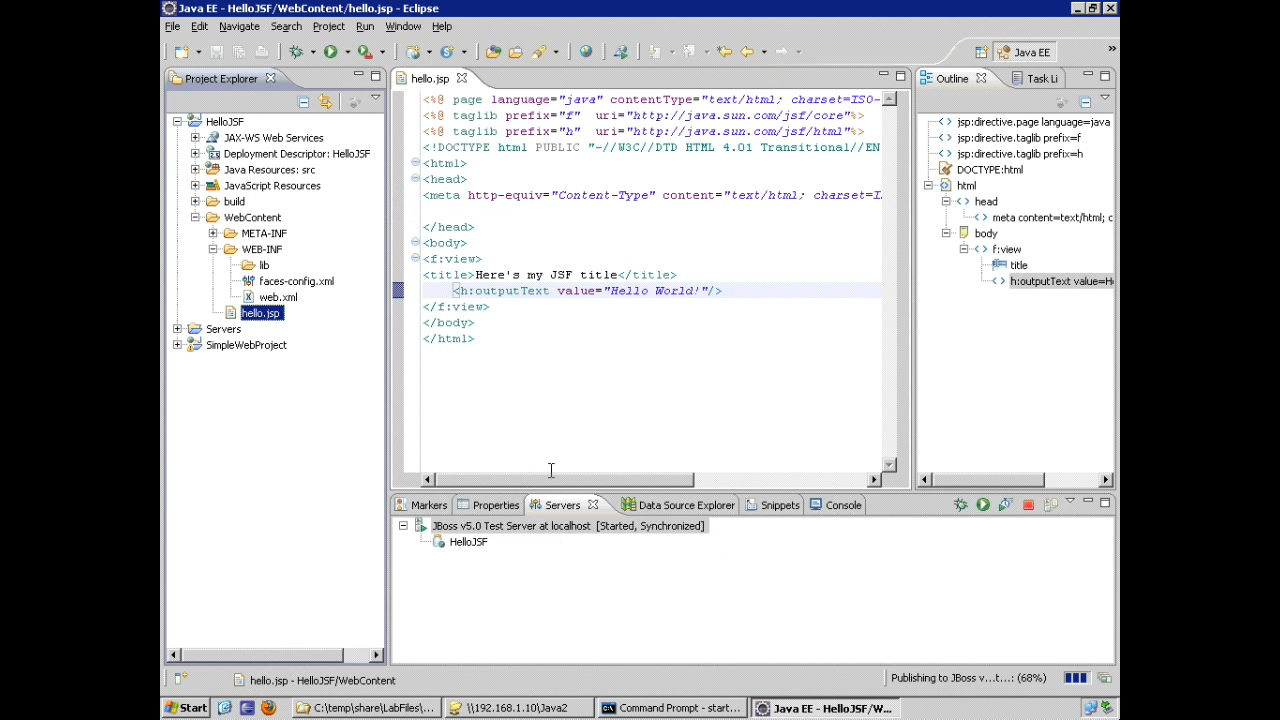 Java EE - HelloJSF/WebContent/hello.jsp - Eclipse
File Edit Navigate Search Project Run Window Help
Java EE
Project Explorer
HelloJSF
JAX-WS Web Services
Deployment Descriptor: HelloJSF
Java Resources: src
JavaScript Resources
build
WebContent
META-INF
WEB-INF
lib
faces-config.xml
web.xml
hello.jsp
Servers
SimpleWebProject
hello.jsp
<%@ page language="java" contentType="text/html; charset=ISO-
<%@ taglib prefix="f"  uri="http://java.sun.com/jsf/core"%>
<%@ taglib prefix="h"  uri="http://java.sun.com/jsf/html"%>
<!DOCTYPE html PUBLIC "-//W3C//DTD HTML 4.01 Transitional//EN
<html>
<head>
<meta http-equiv="Content-Type" content="text/html; charset=IS
</head>
<body>
<f:view>
<title>Here's my JSF title</title>
<h:outputText value="Hello World!"/>
</f:view>
</body>
</html>
Outline Task Li
jsp:directive.page language=java
jsp:directive.taglib prefix=f
jsp:directive.taglib prefix=h
DOCTYPE:html
html
head
meta content=text/html; c
body
f:view
title
h:outputText value=He
Markers Properties Servers Data Source Explorer Snippets Console
JBoss v5.0 Test Server at localhost [Started, Synchronized]
HelloJSF
hello.jsp - HelloJSF/WebContent
Publishing to JBoss v...t...: (68%)
Start C:\temp\share\LabFiles\... \\192.168.1.10\Java2 Command Prompt - start... Java EE - HelloJSF/W...